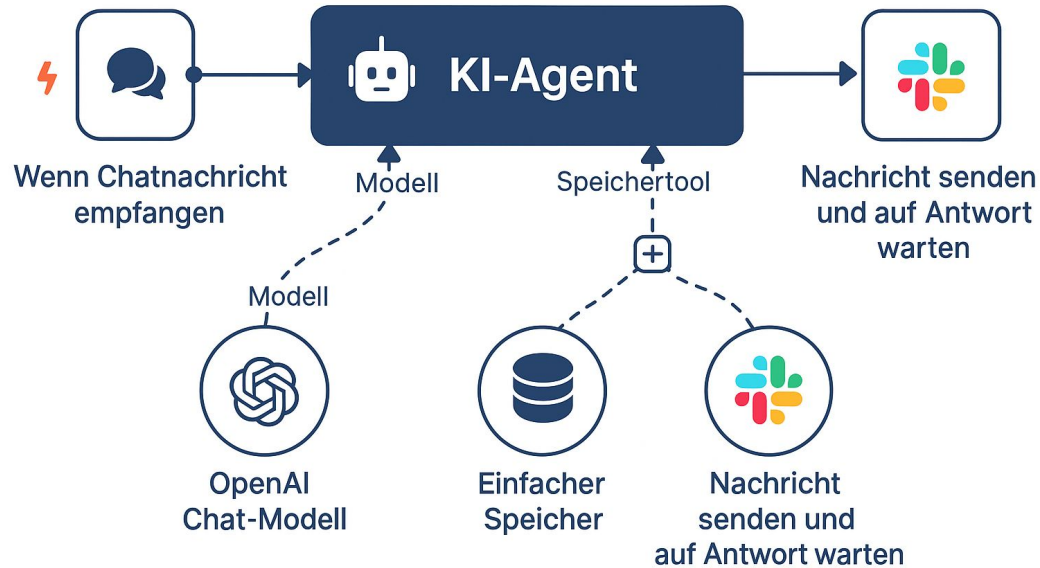 KI-Agent
Wenn Chatnachricht
empfangen
Modell
Speichertool
Nachricht senden
und auf Antwort
warten
Modell
OpenAI
Chat-Modell
Einfacher
Speicher
Nachricht
senden und
auf Antwort warten